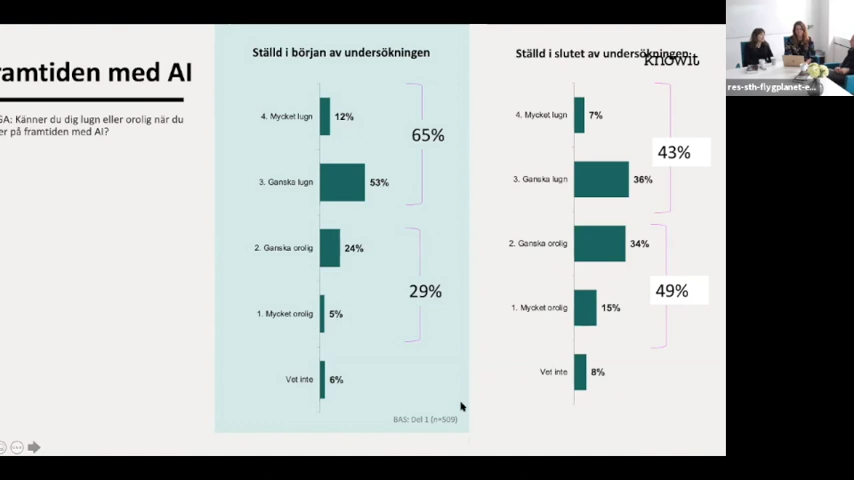 ramtiden med AI
GA: Känner du dig lugn eller orolig när du
er på framtiden med AI?
Ställd i början av undersökningen
4. Mycket lugn 12%
3. Ganska lugn 53%
65%
2. Ganska orolig 24%
1. Mycket orolig 5%
29%
Vet inte 6%
BAS: Del 1 (n=509)
Ställd i slutet av undersökningen
knowit
4. Mycket lugn 7%
3. Ganska lugn 36%
43%
2. Ganska orolig 34%
1. Mycket orolig 15%
49%
Vet inte 8%
res-sth-flygplanet-e...